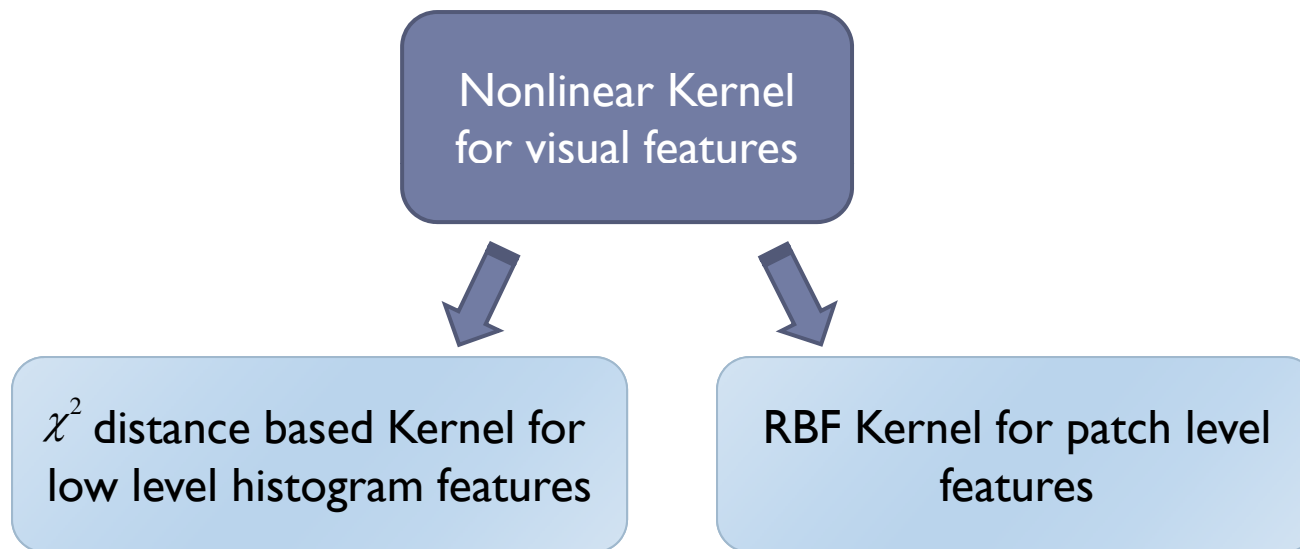 Nonlinear Kernel
for visual features
χ² distance based Kernel for
low level histogram features
RBF Kernel for patch level
features